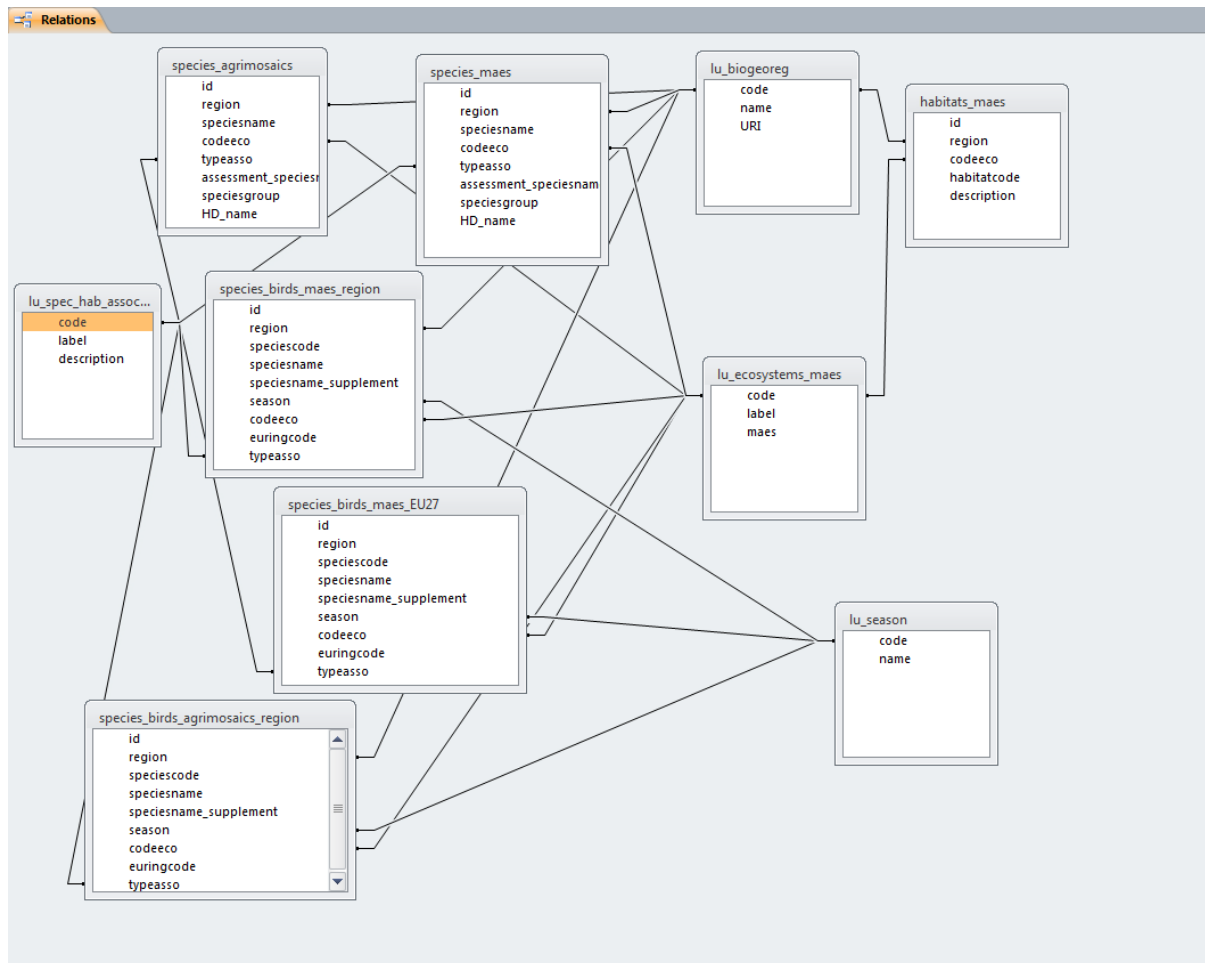 Relations
species_agrimosaics
id
region
speciesname
codeeco
typeasso
assessment_speciesn
speciesgroup
HD_name
species_maes
id
region
speciesname
codeeco
typeasso
assessment_speciesnam
speciesgroup
HD_name
lu_biogeoreg
code
name
URI
habitats_maes
id
region
codeeco
habitatcode
description
lu_spec_hab_assoc...
code
label
description
species_birds_maes_region
id
region
speciescode
speciesname
speciesname_supplement
season
codeeco
euringcode
typeasso
lu_ecosystems_maes
code
label
maes
species_birds_maes_EU27
id
region
speciescode
speciesname
speciesname_supplement
season
codeeco
euringcode
typeasso
lu_season
code
name
species_birds_agrimosaics_region
id
region
speciescode
speciesname
speciesname_supplement
season
codeeco
euringcode
typeasso